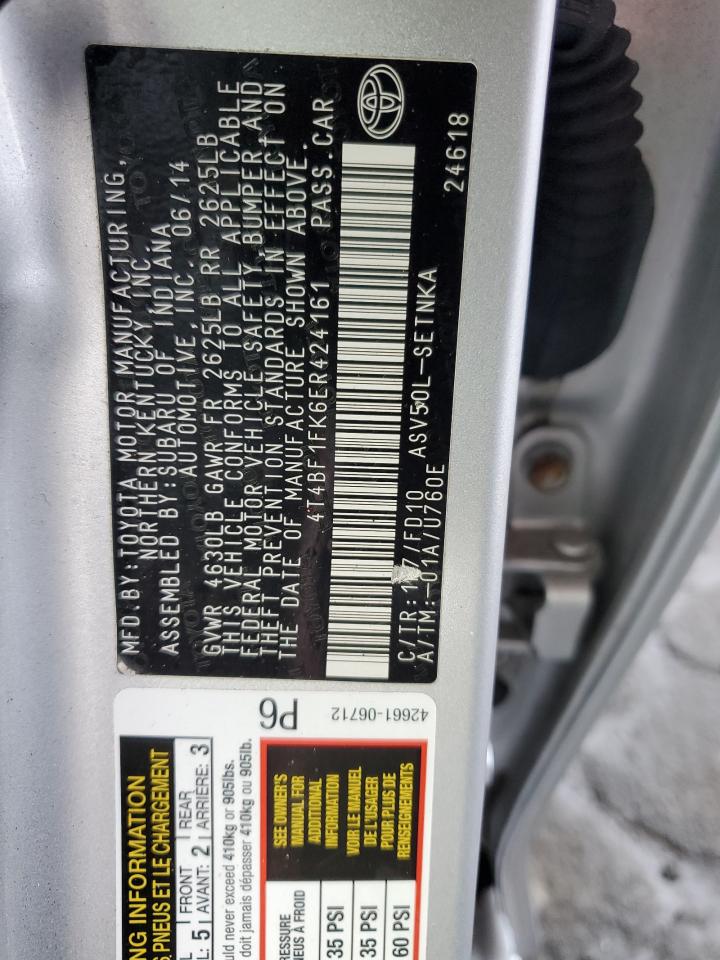 MFD.BY:TOYOTA MOTOR MANUFACTURING,
NORTHERN KENTUCKY, INC.
ASSEMBLED BY:SUBARU OF INDIANA
AUTOMOTIVE,INC. 06/14
GVWR 4630LB GAWR FR 2625LB RR 2625LB
THIS VEHICLE CONFORMS TO ALL APPLICABLE
FEDERAL MOTOR VEHICLE SAFETY,BUMPER,AND
THEFT PREVENTION STANDARDS IN EFFECT ON
THE DATE OF MANUFACTURE SHOWN ABOVE.
4T4BF1FK6ER424161 PASS.CAR
C/TR: /FD10 ASV50L-SETNKA
A/TM:-01A/U760E 24618
NG INFORMATION
PNEUS ET LE CHARGEMENT
5 FRONT AVANT: 2 REAR ARRIÈRE: 3
uld never exceed 410kg or 905lbs.
doit jamais dépasser 410kg ou 905lb.
P6
42661-06712
RESSURE
NEUS À FROID
35 PSI
35 PSI
60 PSI
SEE OWNER'S
MANUAL FOR
ADDITIONAL
INFORMATION
VOIR LE MANUEL
DE L'USAGER
POUR PLUS DE
RENSEIGNEMENTS